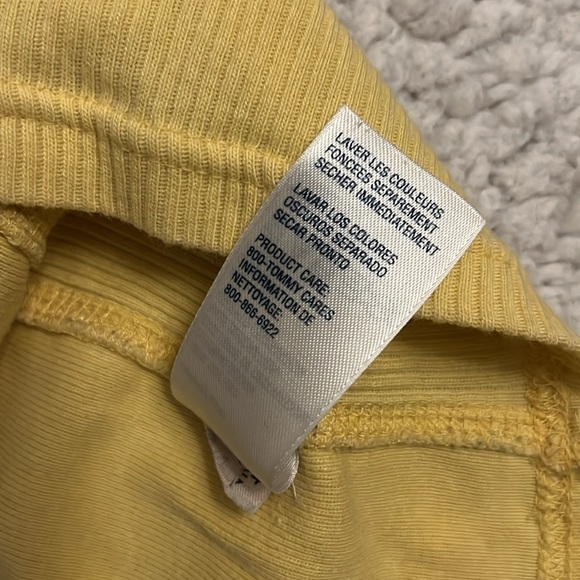 LAVER LES COULEURS
FONCEES SEPAREMENT
SECHER IMMEDIATEMENT
LAVAR LOS COLORES
OSCUROS SEPARADO
SECAR PRONTO
PRODUCT CARE:
800-TOMMY CARES
INFORMATION DE
NETTOYAGE:
800-866-6922